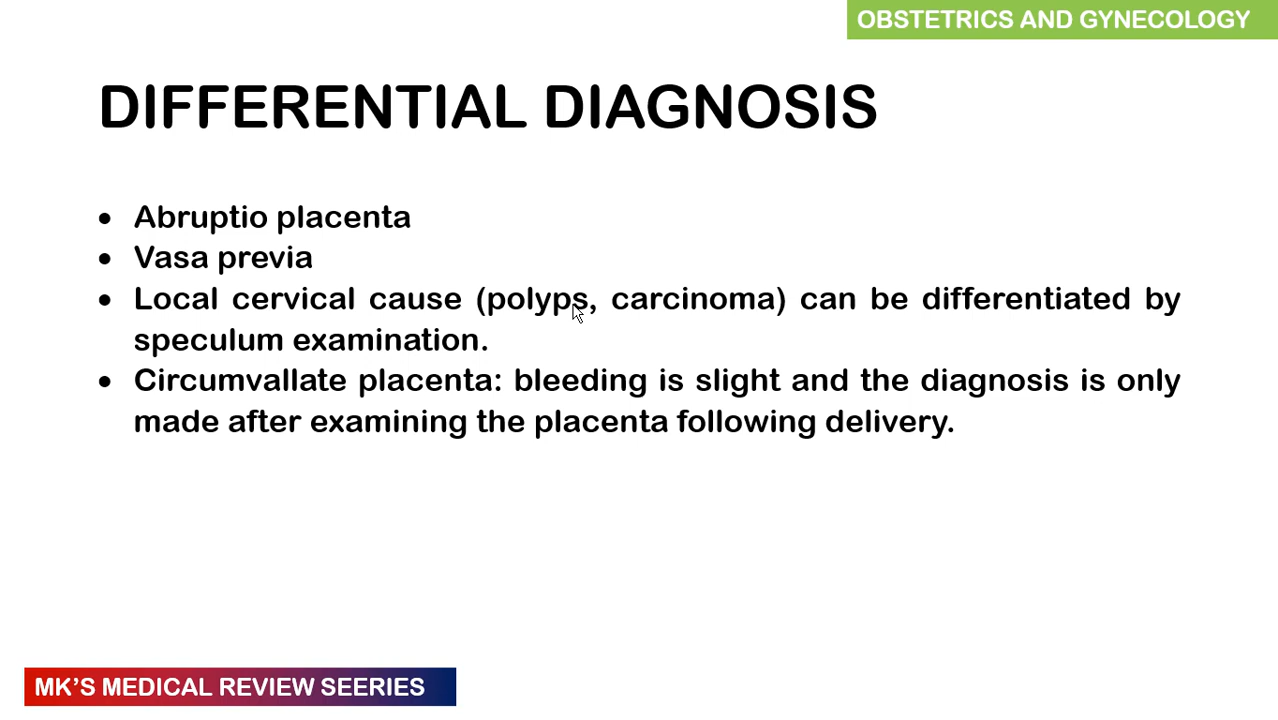 OBSTETRICS AND GYNECOLOGY
DIFFERENTIAL DIAGNOSIS
• Abruptio placenta
• Vasa previa
• Local cervical cause (polyps, carcinoma) can be differentiated by
speculum examination.
• Circumvallate placenta: bleeding is slight and the diagnosis is only
made after examining the placenta following delivery.
MK'S MEDICAL REVIEW SEERIES